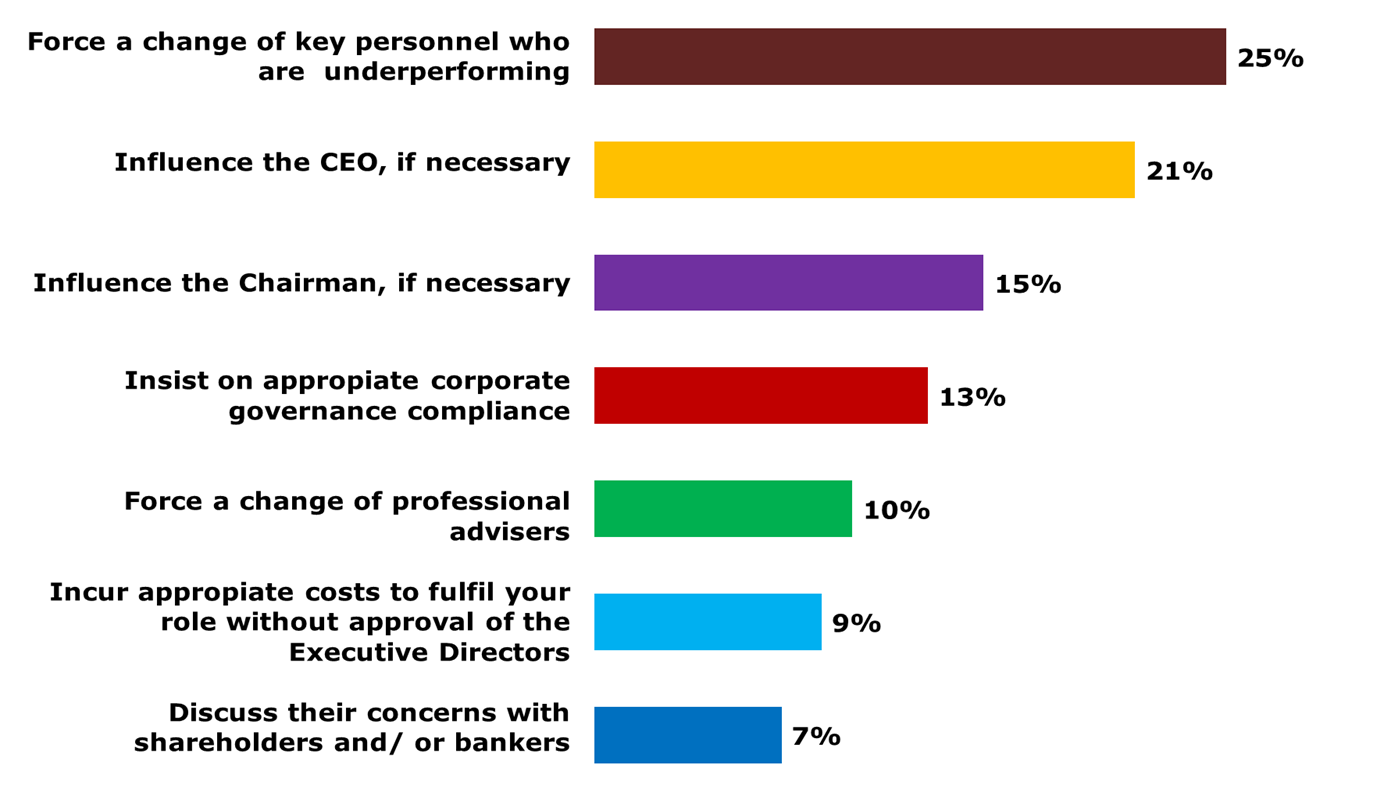 Force a change of key personnel who
are underperforming
25%
Influence the CEO, if necessary
21%
Influence the Chairman, if necessary
15%
Insist on appropiate corporate
governance compliance
13%
Force a change of professional
advisers
10%
Incur appropiate costs to fulfil your
role without approval of the
Executive Directors
9%
Discuss their concerns with
shareholders and/ or bankers
7%